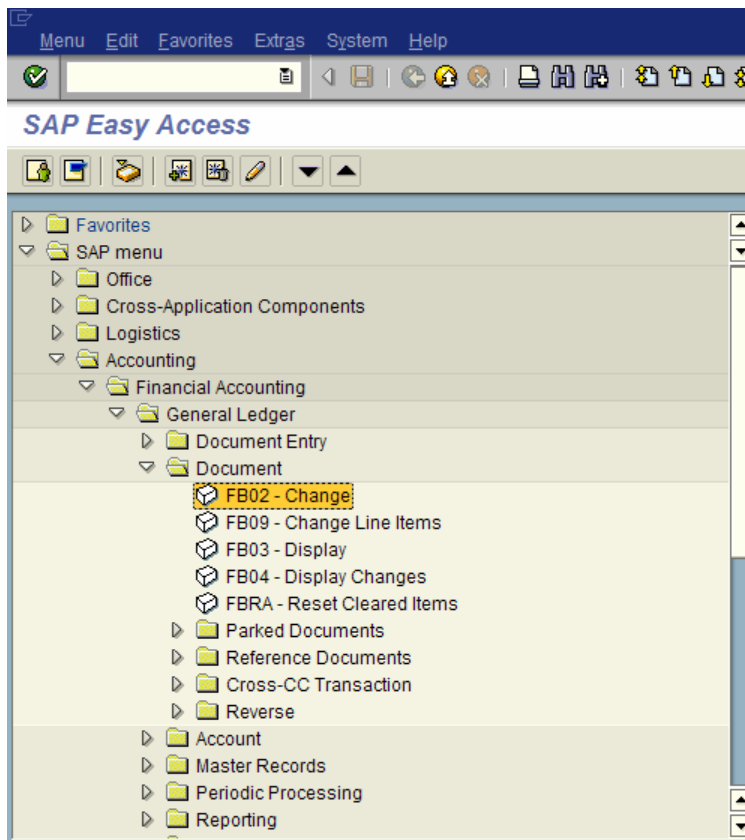 Menu Edit Favorites Extras System Help
SAP Easy Access
Favorites
SAP menu
Office
Cross-Application Components
Logistics
Accounting
Financial Accounting
General Ledger
Document Entry
Document
FB02 - Change
FB09 - Change Line Items
FB03 - Display
FB04 - Display Changes
FBRA - Reset Cleared Items
Parked Documents
Reference Documents
Cross-CC Transaction
Reverse
Account
Master Records
Periodic Processing
Reporting